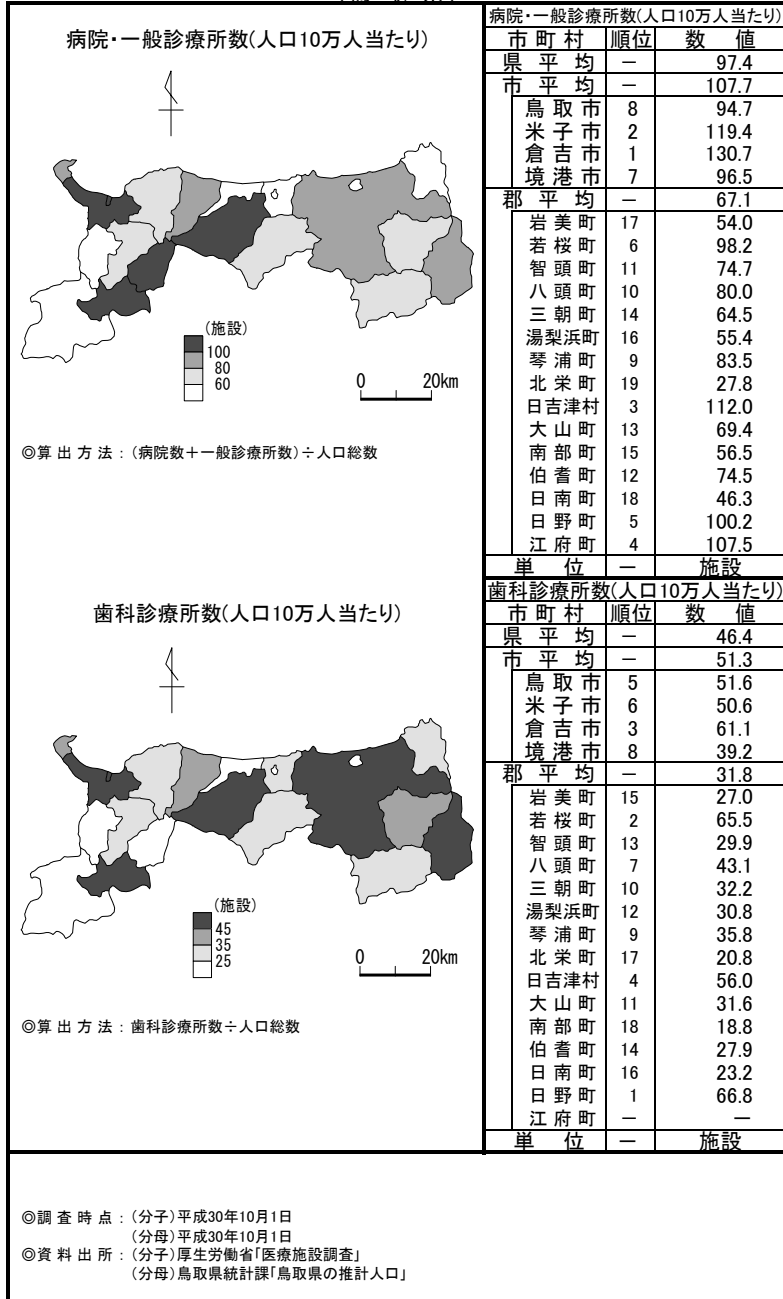 病院・一般診療所数(人口10万人当たり)
(施設)
100
80
60
0 20km
◎算出方法：(病院数＋一般診療所数)÷人口総数
病院・一般診療所数(人口10万人当たり)
市町村 順位 数値
県平均 － 97.4
市平均 － 107.7
鳥取市 8 94.7
米子市 2 119.4
倉吉市 1 130.7
境港市 7 96.5
郡平均 － 67.1
岩美町 17 54.0
若桜町 6 98.2
智頭町 11 74.7
八頭町 10 80.0
三朝町 14 64.5
湯梨浜町 16 55.4
琴浦町 9 83.5
北栄町 19 27.8
日吉津村 3 112.0
大山町 13 69.4
南部町 15 56.5
伯耆町 12 74.5
日南町 18 46.3
日野町 5 100.2
江府町 4 107.5
単位 － 施設
歯科診療所数(人口10万人当たり)
(施設)
45
35
25
0 20km
◎算出方法：歯科診療所数÷人口総数
歯科診療所数(人口10万人当たり)
市町村 順位 数値
県平均 － 46.4
市平均 － 51.3
鳥取市 5 51.6
米子市 6 50.6
倉吉市 3 61.1
境港市 8 39.2
郡平均 － 31.8
岩美町 15 27.0
若桜町 2 65.5
智頭町 13 29.9
八頭町 7 43.1
三朝町 10 32.2
湯梨浜町 12 30.8
琴浦町 9 35.8
北栄町 17 20.8
日吉津村 4 56.0
大山町 11 31.6
南部町 18 18.8
伯耆町 14 27.9
日南町 16 23.2
日野町 1 66.8
江府町 － －
単位 － 施設
◎調査時点：(分子)平成30年10月1日
(分母)平成30年10月1日
◎資料出所：(分子)厚生労働省「医療施設調査」
(分母)鳥取県統計課「鳥取県の推計人口」